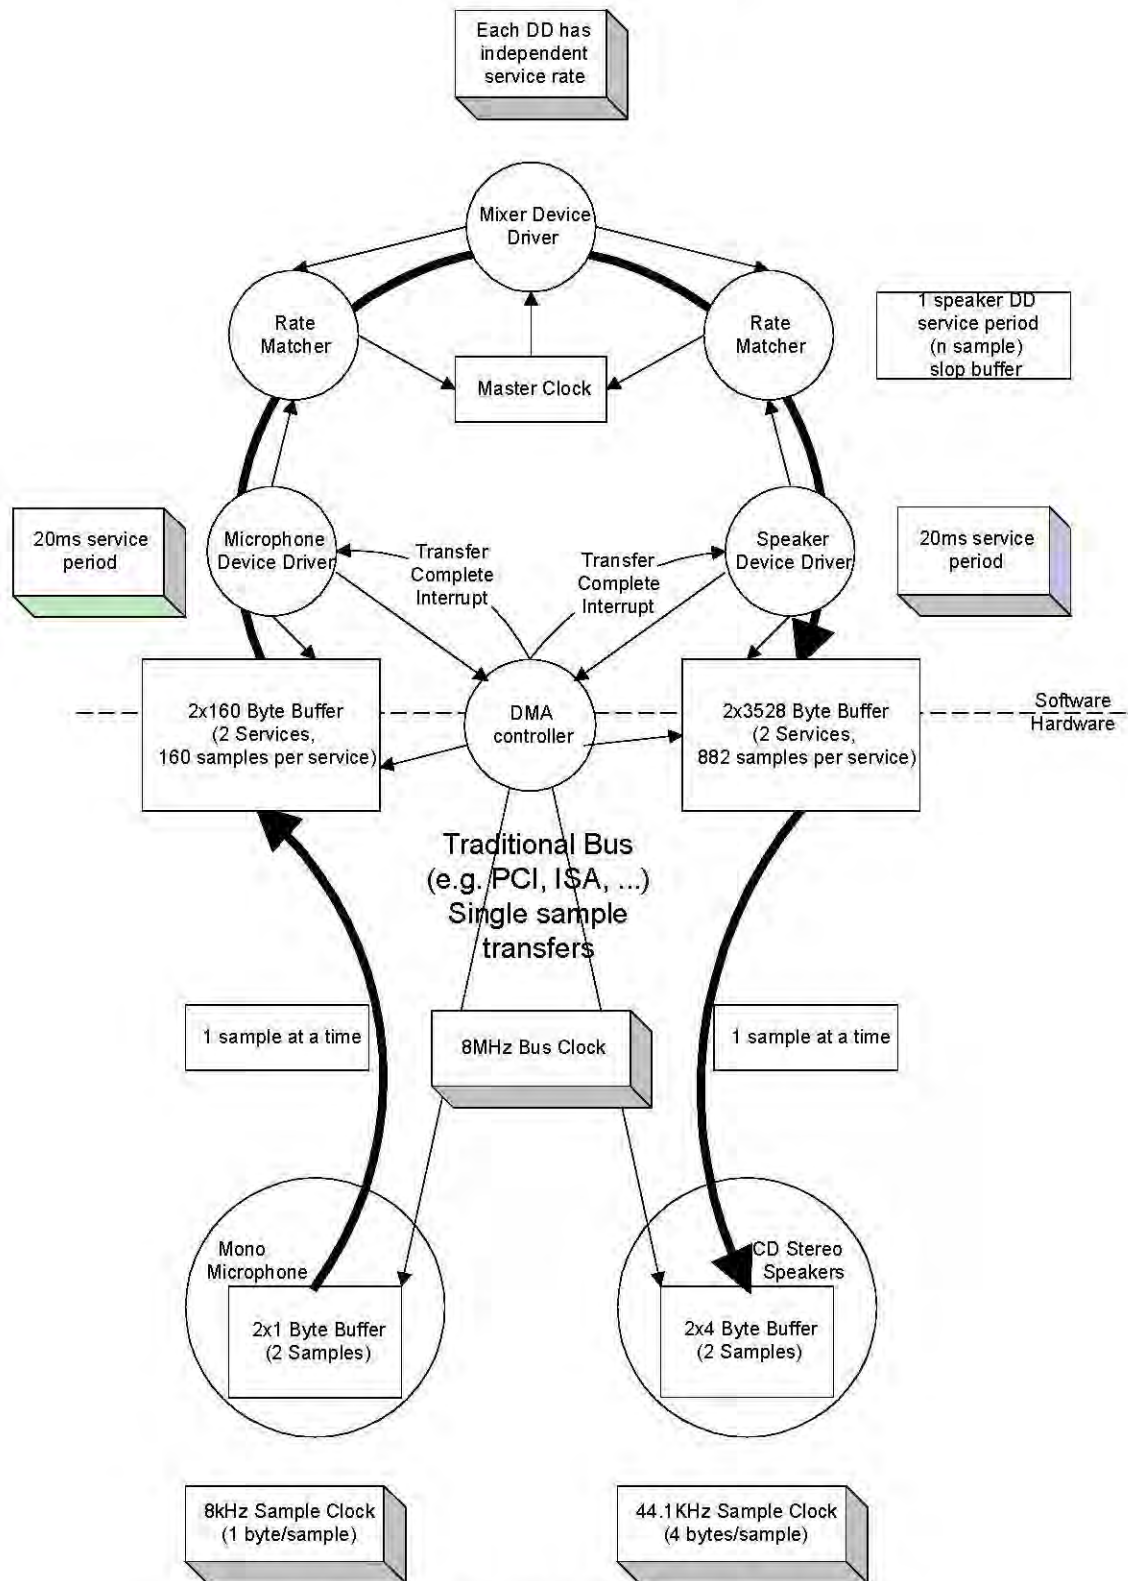 Each DD has
independent
service rate
Mixer Device
Driver
Rate
Matcher
Rate
Matcher
1 speaker DD
service period
(n sample)
slop buffer
Master Clock
20ms service
period
Microphone
Device Driver
Transfer
Complete
Interrupt
Transfer
Complete
Interrupt
Speaker
Device Driver
20ms service
period
2x160 Byte Buffer
(2 Services,
160 samples per service)
DMA
controller
2x3528 Byte Buffer
(2 Services,
882 samples per service)
Software
Hardware
Traditional Bus
(e.g. PCI, ISA, ...)
Single sample
transfers
1 sample at a time
8MHz Bus Clock
1 sample at a time
Mono
Microphone
2x1 Byte Buffer
(2 Samples)
CD Stereo
Speakers
2x4 Byte Buffer
(2 Samples)
8kHz Sample Clock
(1 byte/sample)
44.1KHz Sample Clock
(4 bytes/sample)